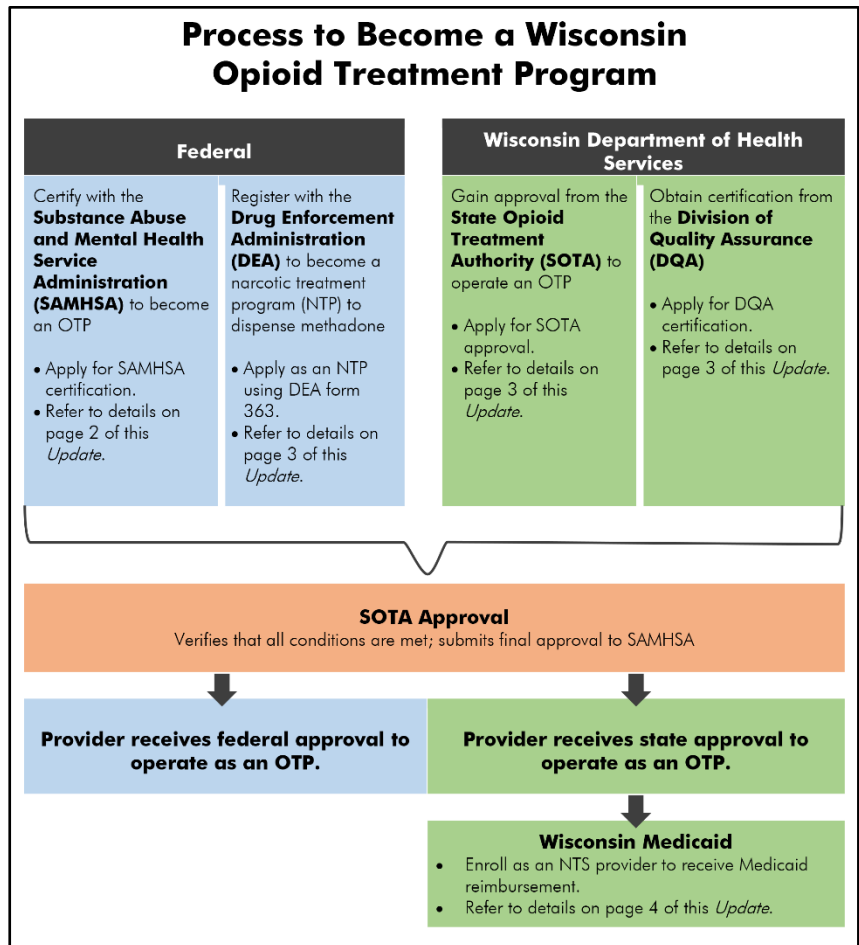 Process to Become a Wisconsin
Opioid Treatment Program
Federal
Certify with the
Substance Abuse
and Mental Health
Service
Administration
(SAMHSA) to become
an OTP
• Apply for SAMHSA
certification.
• Refer to details on
page 2 of this
Update.
Register with the
Drug Enforcement
Administration
(DEA) to become a
narcotic treatment
program (NTP) to
dispense methadone
• Apply as an NTP
using DEA form
363.
• Refer to details on
page 3 of this
Update.
Wisconsin Department of Health
Services
Gain approval from the
State Opioid
Treatment
Authority (SOTA) to
operate an OTP
• Apply for SOTA
approval.
• Refer to details on
page 3 of this
Update.
Obtain certification from
the Division of
Quality Assurance
(DQA)
• Apply for DQA
certification.
• Refer to details on
page 3 of this Update.
SOTA Approval
Verifies that all conditions are met; submits final approval to SAMHSA
Provider receives federal approval to
operate as an OTP.
Provider receives state approval to
operate as an OTP.
Wisconsin Medicaid
• Enroll as an NTS provider to receive Medicaid
reimbursement.
• Refer to details on page 4 of this Update.